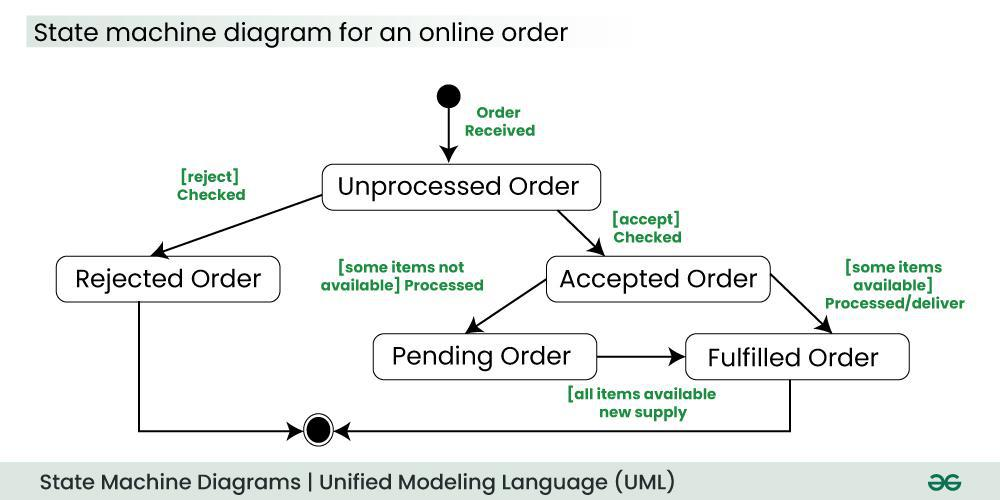 State machine diagram for an online order
Order
Received
[reject]
Checked
Unprocessed Order
[accept]
Checked
Rejected Order
[some items not
available] Processed
Accepted Order
[some items
available]
Processed/deliver
Pending Order
Fulfilled Order
[all items available
new supply
State Machine Diagrams | Unified Modeling Language (UML)